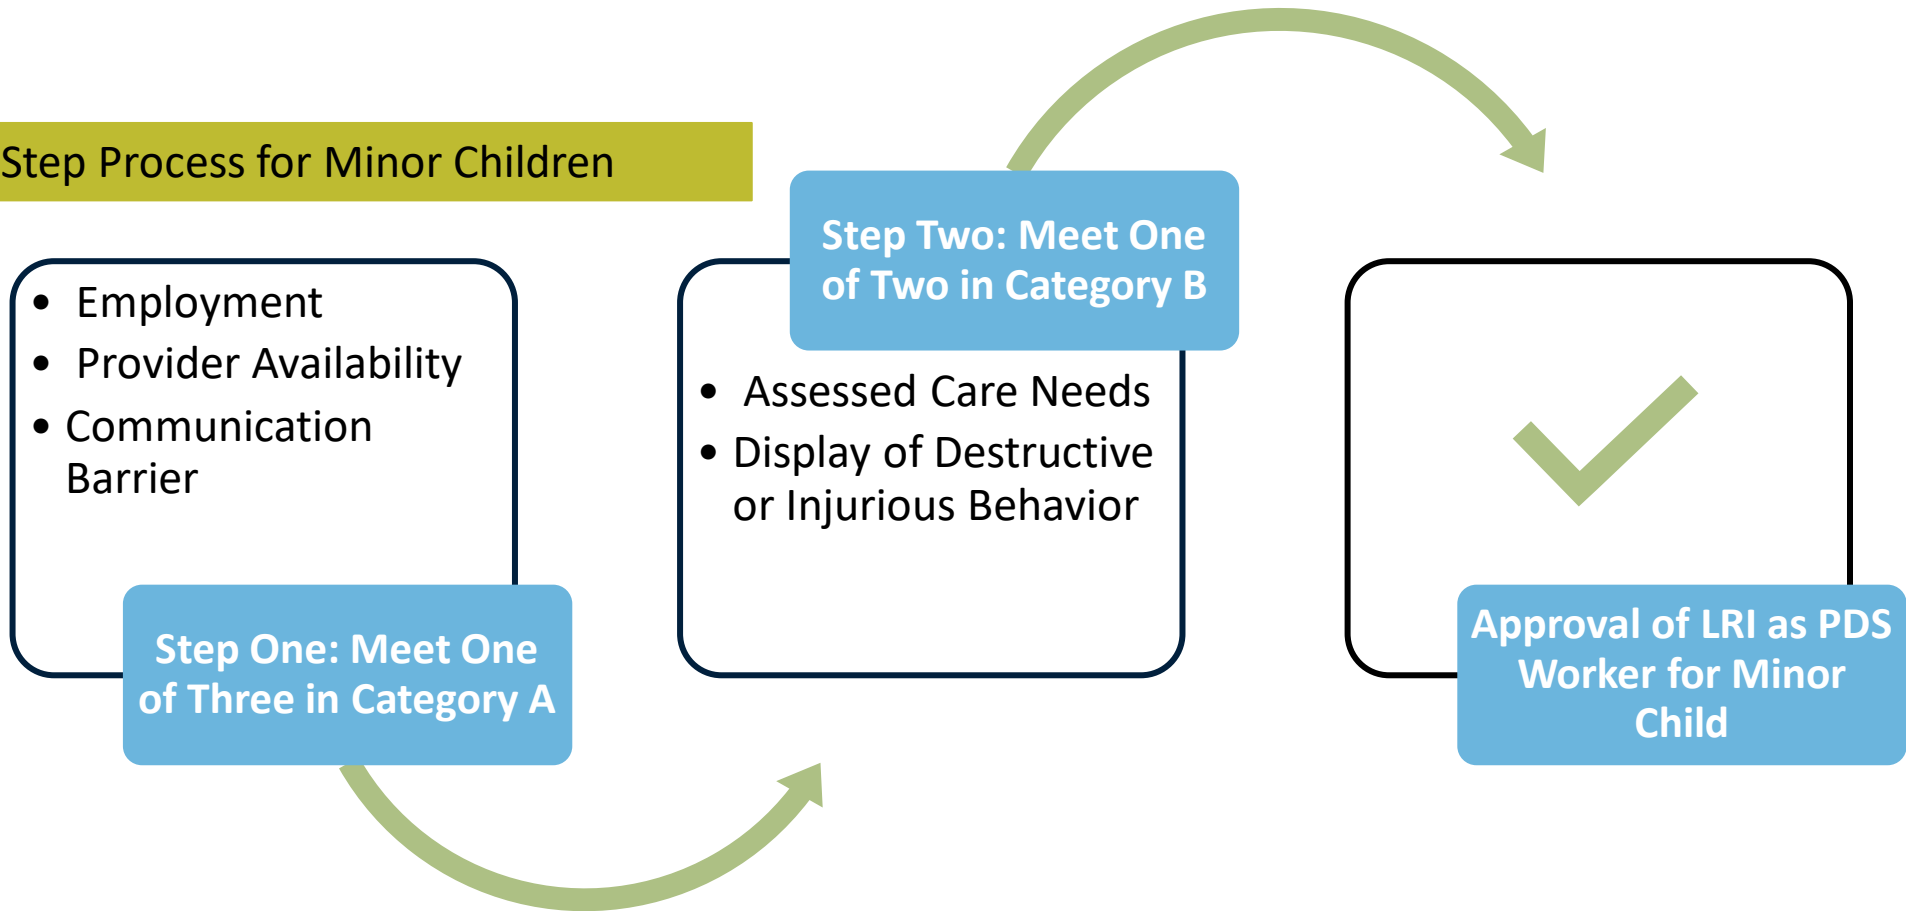 Step Process for Minor Children
• Employment
• Provider Availability
• Communication
Barrier
Step One: Meet One
of Three in Category A
Step Two: Meet One
of Two in Category B
• Assessed Care Needs
• Display of Destructive
or Injurious Behavior
Approval of LRI as PDS
Worker for Minor
Child